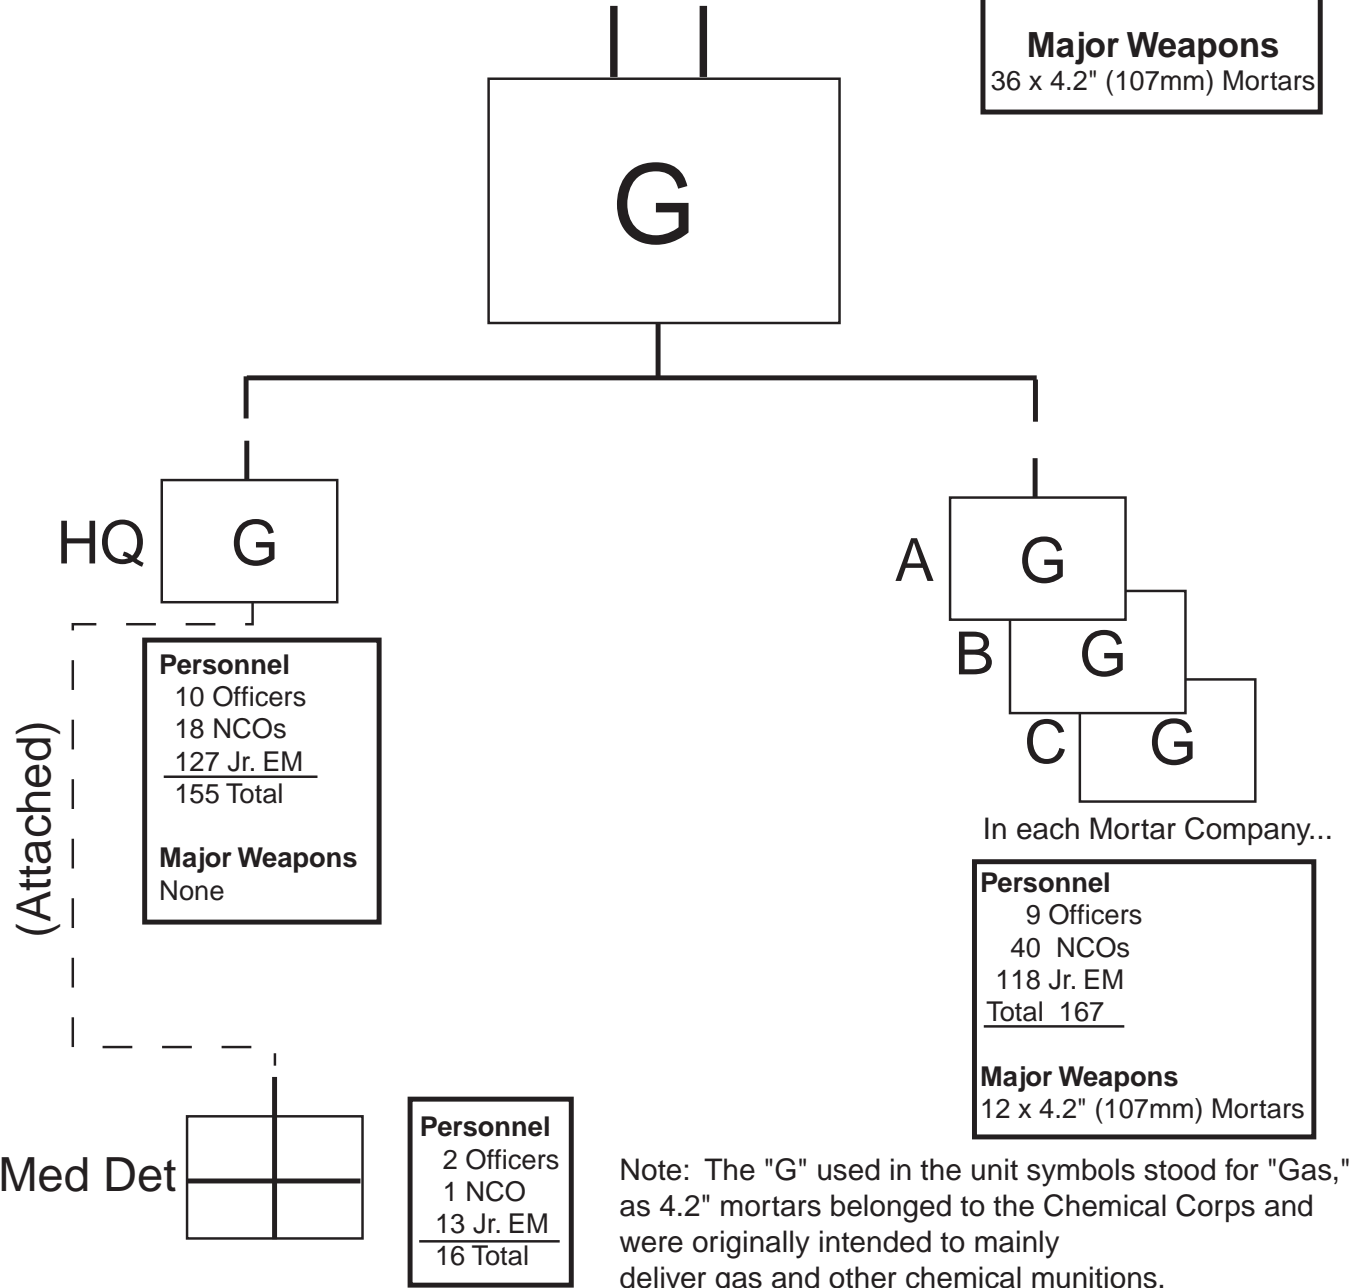 Major Weapons
36 x 4.2" (107mm) Mortars
G
HQ
G
Personnel
10 Officers
18 NCOs
127 Jr. EM
155 Total
Major Weapons
None
(Attached)
A
G
B
G
C
G
In each Mortar Company...
Personnel
9 Officers
40 NCOs
118 Jr. EM
Total 167
Major Weapons
12 x 4.2" (107mm) Mortars
Med Det
Personnel
2 Officers
1 NCO
13 Jr. EM
16 Total
Note: The "G" used in the unit symbols stood for "Gas,"
as 4.2" mortars belonged to the Chemical Corps and
were originally intended to mainly
deliver gas and other chemical munitions.